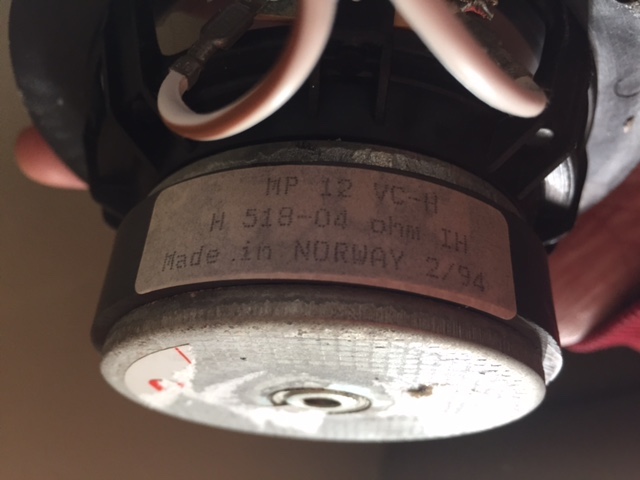 MP 12 VC-H
H 518-04 ohm IH
Made in NORWAY 2/94